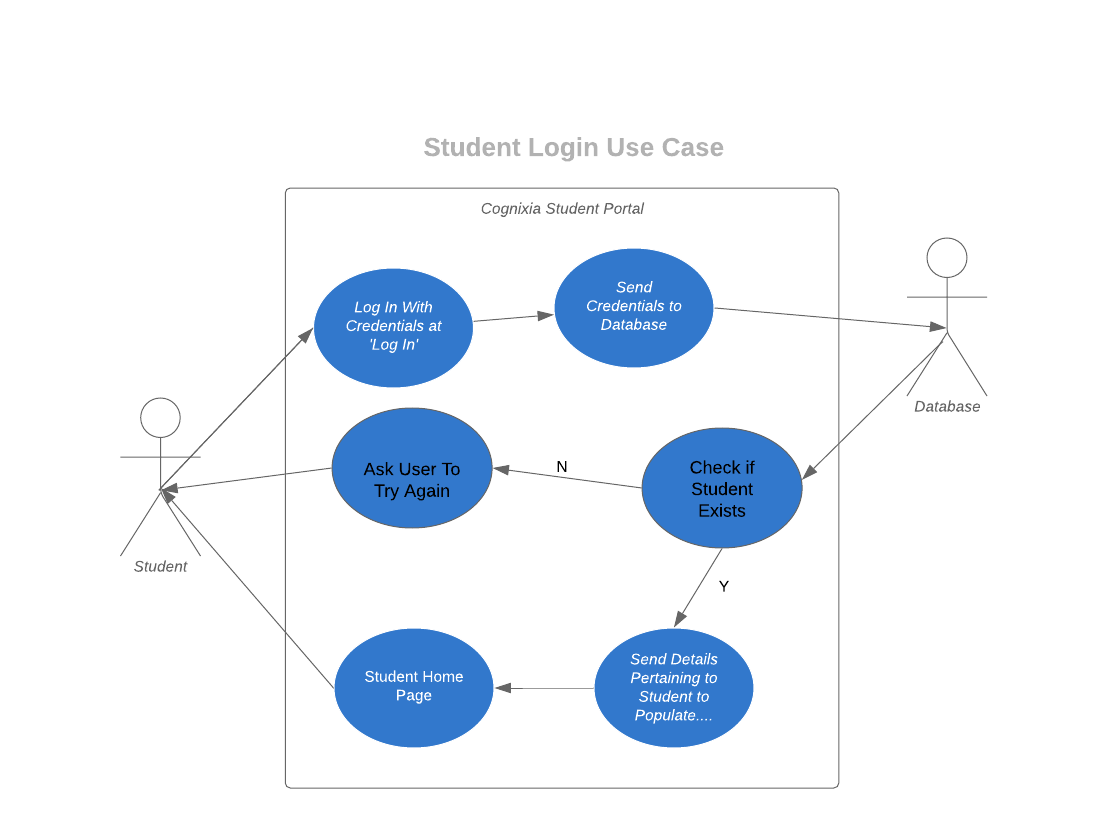 Student Login Use Case
Cognixia Student Portal
Log In With
Credentials at
'Log In'
Send
Credentials to
Database
Database
Ask User To
Try Again
N
Check if
Student
Exists
Student
Y
Student Home
Page
Send Details
Pertaining to
Student to
Populate....